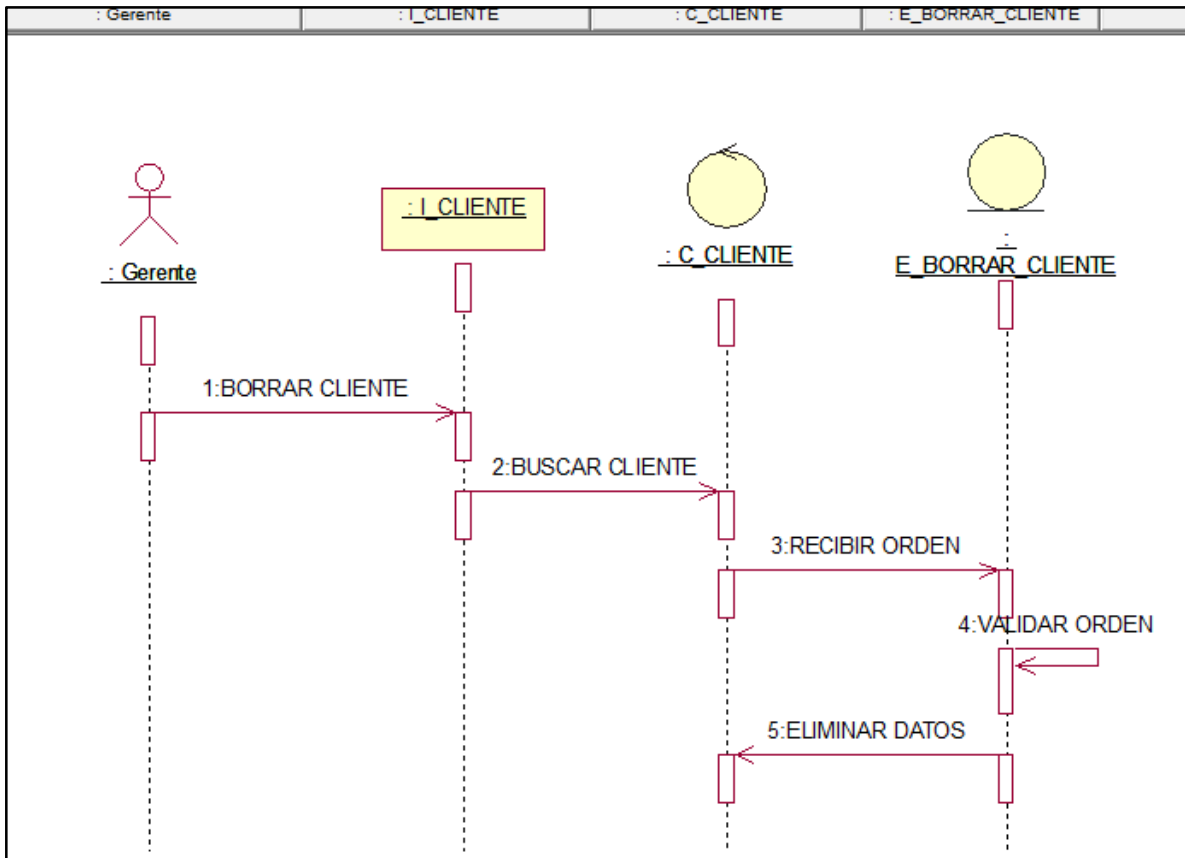 : Gerente
: I_CLIENTE
: C_CLIENTE
: E_BORRAR_CLIENTE
: Gerente
: I_CLIENTE
: C_CLIENTE
:
E_BORRAR_CLIENTE
1:BORRAR CLIENTE
2:BUSCAR CLIENTE
3:RECIBIR ORDEN
4:VALIDAR ORDEN
5:ELIMINAR DATOS